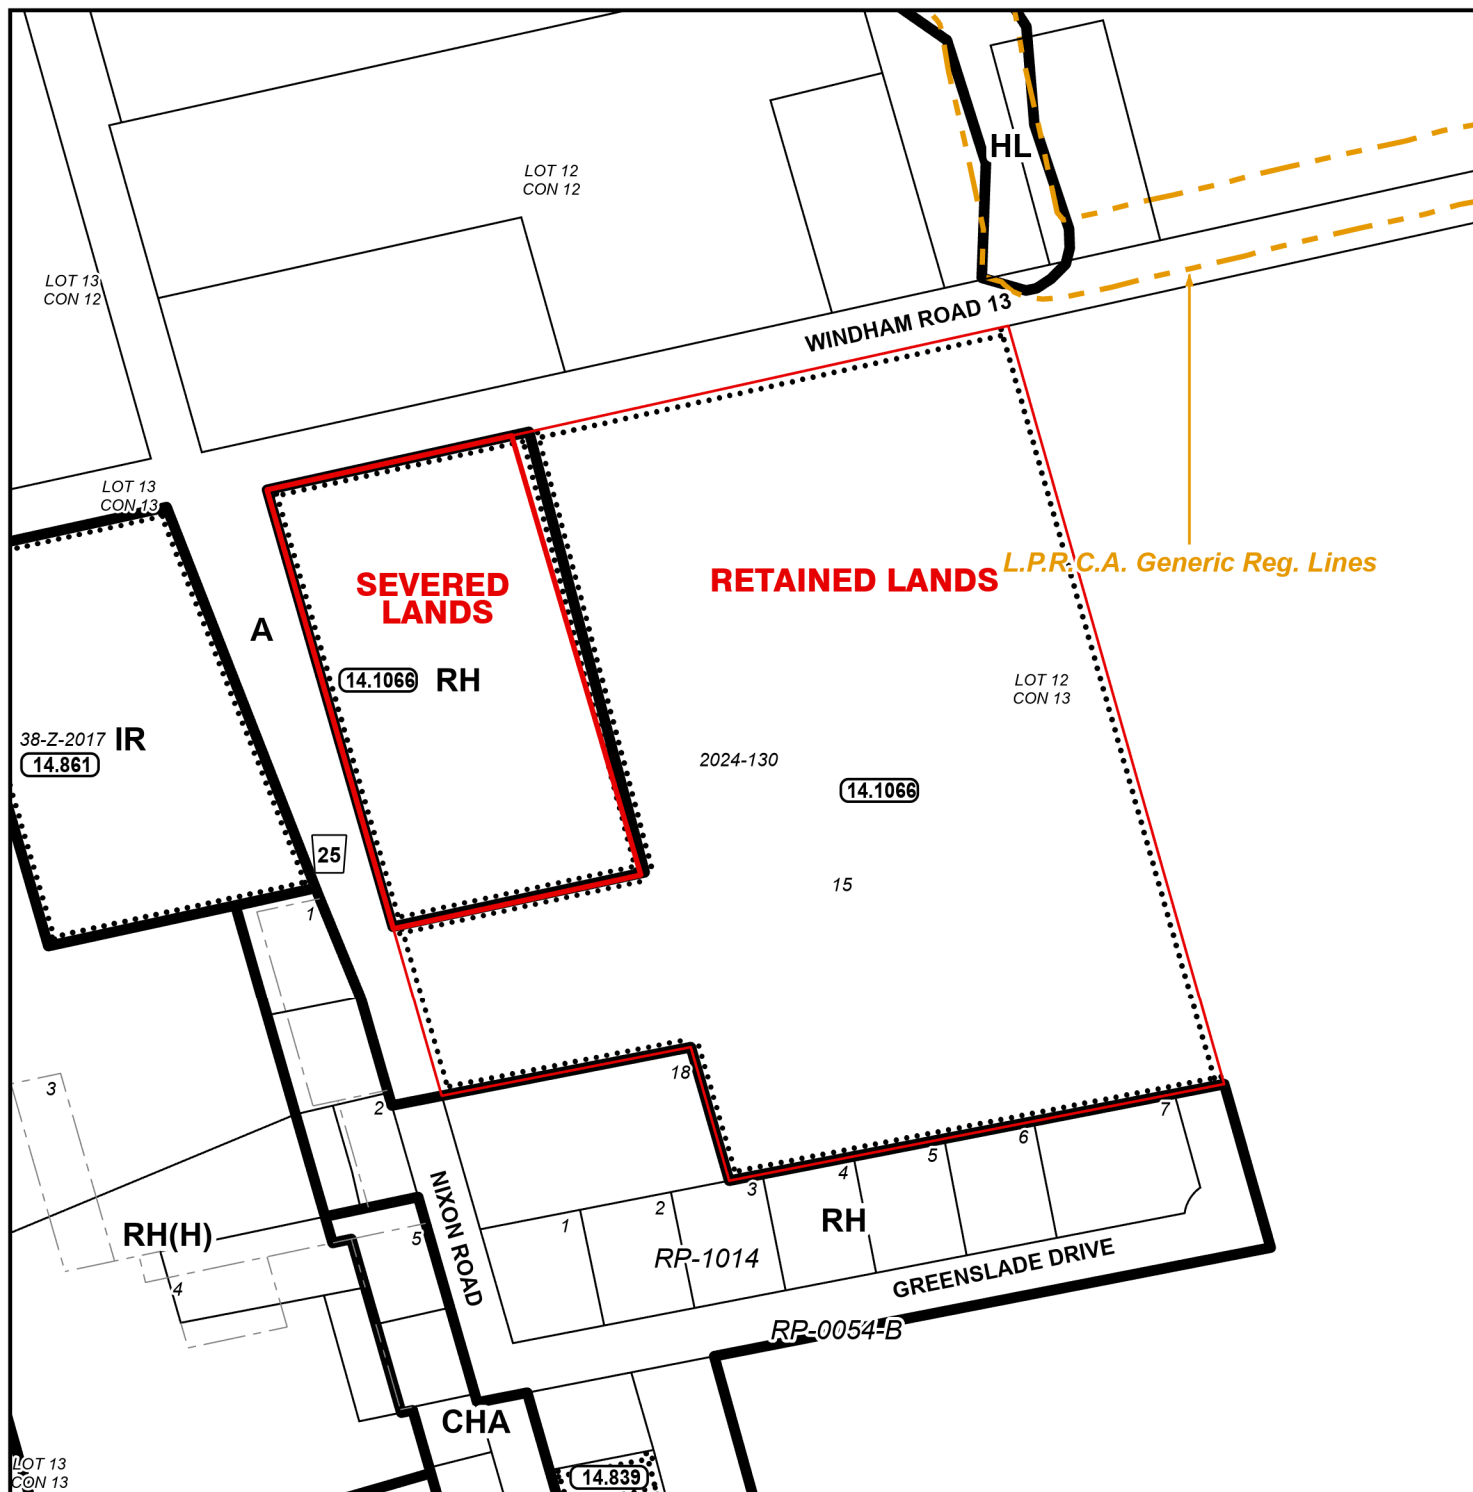 HL
LOT 12
CON 12
LOT 13
CON 12
WINDHAM ROAD 13
LOT 13
CON 13
L.P.R.C.A. Generic Reg. Lines
SEVERED
LANDS
RETAINED LANDS
A
14.1066
RH
LOT 12
CON 13
38-Z-2017
IR
14.861
2024-130
14.1066
25
15
1
3
18
2
7
6
5
4
3
2
1
RH(H)
5
4
NIXON ROAD
RH
RP-1014
GREENSLADE DRIVE
RP-0054-B
CHA
LOT 13
CON 13
14.839